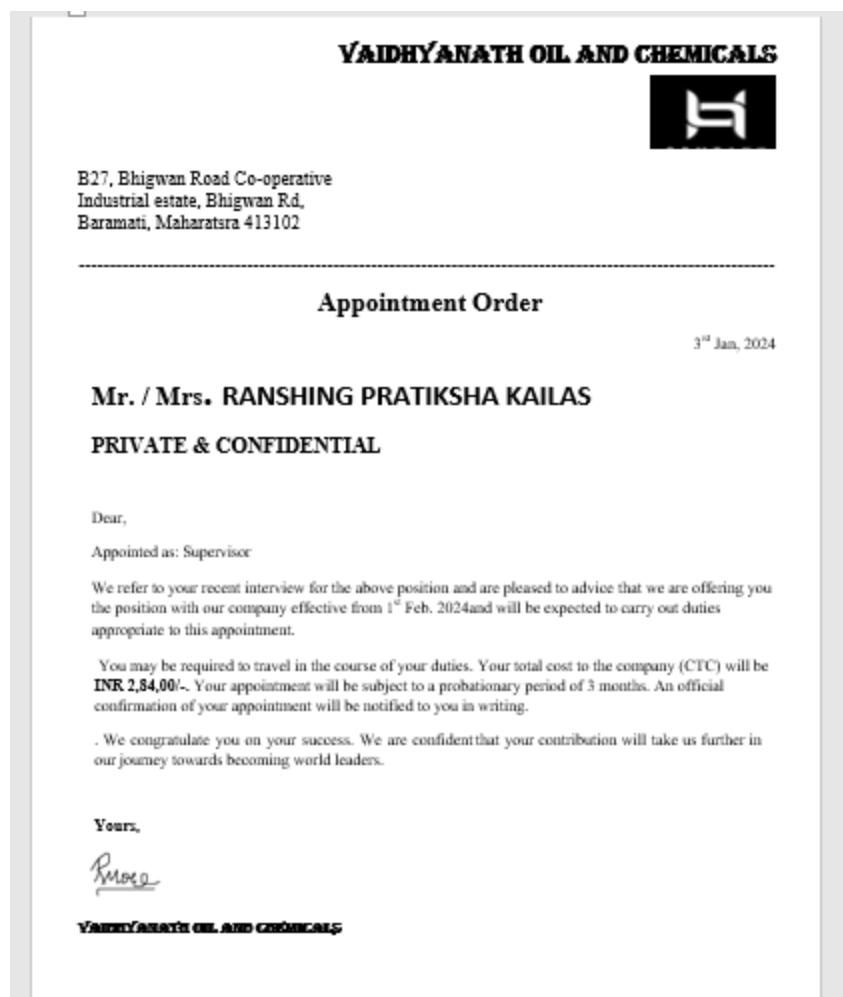 VAIDHYANATH OIL AND CHEMICALS
B27, Bhigwan Road Co-operative
Industrial estate, Bhigwan Rd,
Baramati, Maharatsra 413102
Appointment Order
3rd Jan, 2024
Mr. / Mrs. RANSHING PRATIKSHA KAILAS
PRIVATE & CONFIDENTIAL
Dear,
Appointed as: Supervisor
We refer to your recent interview for the above position and are pleased to advice that we are offering you
the position with our company effective from 1st Feb. 2024and will be expected to carry out duties
appropriate to this appointment.
You may be required to travel in the course of your duties. Your total cost to the company (CTC) will be
INR 2,84,00/-. Your appointment will be subject to a probationary period of 3 months. An official
confirmation of your appointment will be notified to you in writing.
. We congratulate you on your success. We are confident that your contribution will take us further in
our journey towards becoming world leaders.
Yours,
VAIDHYANATH OIL AND CHEMICALS